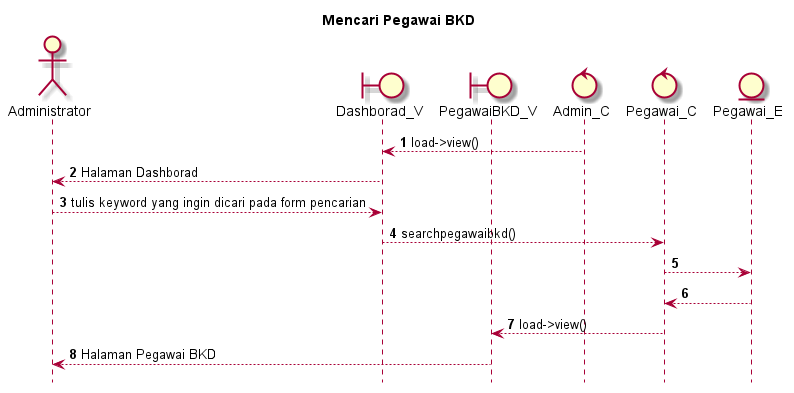 Mencari Pegawai BKD
Administrator
Dashborad_V
PegawaiBKD_V
Admin_C
Pegawai_C
Pegawai_E
1 load->view()
2 Halaman Dashborad
3 tulis keyword yang ingin dicari pada form pencarian
4 searchpegawaibkd()
5
6
7 load->view()
8 Halaman Pegawai BKD